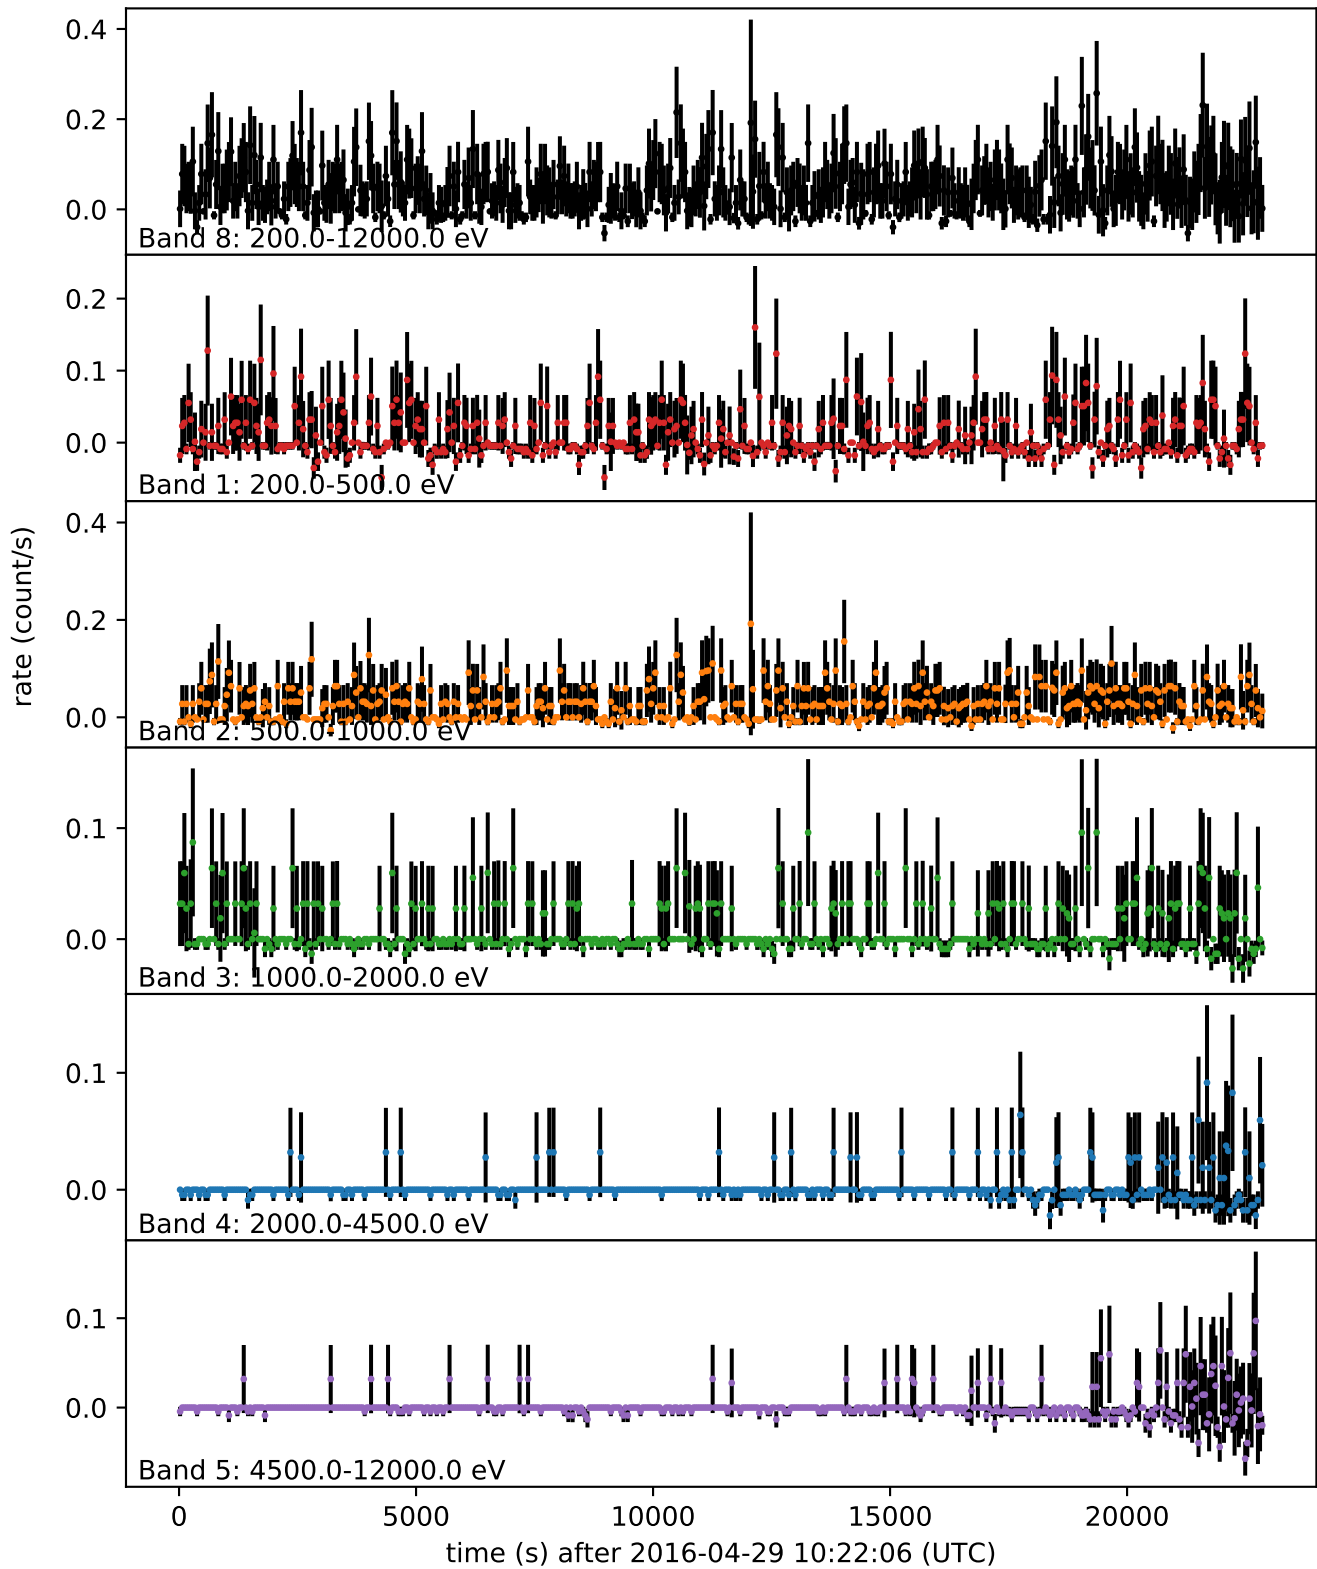 0.4
0.2
0.0
Band 8: 200.0-12000.0 eV
0.2
0.1
0.0
Band 1: 200.0-500.0 eV
rate (count/s)
0.4
0.2
0.0
Band 2: 500.0-1000.0 eV
0.1
0.0
Band 3: 1000.0-2000.0 eV
0.1
0.0
Band 4: 2000.0-4500.0 eV
0.1
0.0
Band 5: 4500.0-12000.0 eV
0 5000 10000 15000 20000
time (s) after 2016-04-29 10:22:06 (UTC)